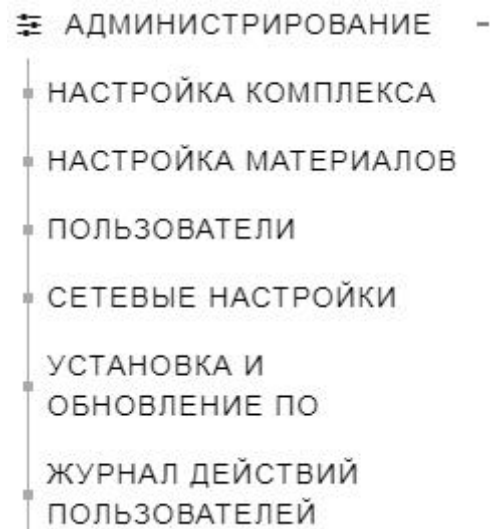 АДМИНИСТРИРОВАНИЕ -
НАСТРОЙКА КОМПЛЕКСА
НАСТРОЙКА МАТЕРИАЛОВ
ПОЛЬЗОВАТЕЛИ
СЕТЕВЫЕ НАСТРОЙКИ
УСТАНОВКА И
ОБНОВЛЕНИЕ ПО
ЖУРНАЛ ДЕЙСТВИЙ
ПОЛЬЗОВАТЕЛЕЙ